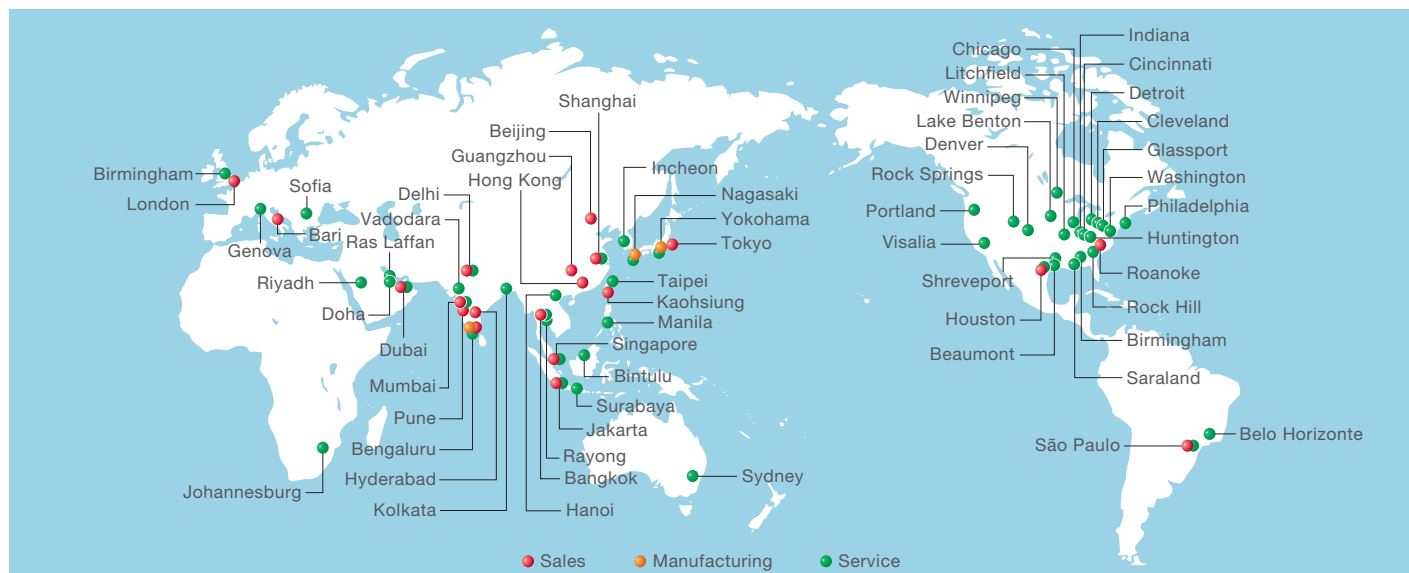 Indiana
Chicago
Cincinnati
Litchfield
Detroit
Winnipeg
Shanghai
Lake Benton
Cleveland
Beijing
Denver
Glassport
Guangzhou
Incheon
Rock Springs
Washington
Birmingham
Hong Kong
Sofia
Delhi
Nagasaki
London
Philadelphia
Portland
Vadodara
Yokohama
Bari
Huntington
Ras Laffan
Tokyo
Visalia
Genova
Roanoke
Riyadh
Taipei
Shreveport
Kaohsiung
Rock Hill
Doha
Manila
Houston
Singapore
Birmingham
Dubai
Beaumont
Bintulu
Saraland
Mumbai
Surabaya
Pune
Jakarta
Belo Horizonte
São Paulo
Bengaluru
Rayong
Hyderabad
Bangkok
Sydney
Johannesburg
Kolkata
Hanoi
Sales
Manufacturing
Service